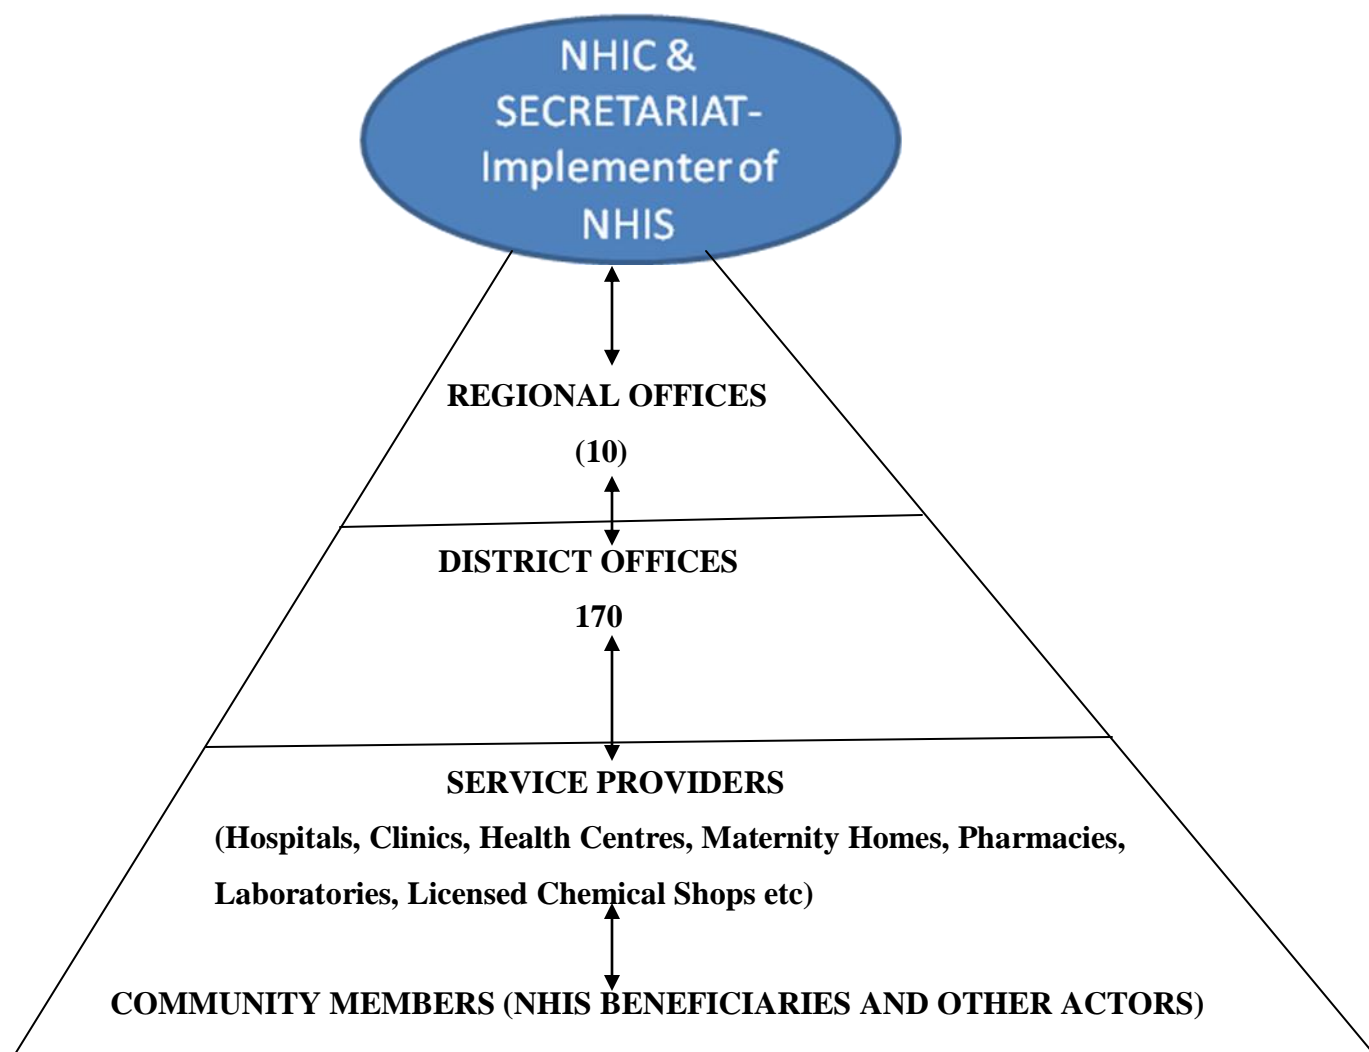 NHIC &
SECRETARIAT-
Implementer of
NHIS
REGIONAL OFFICES
(10)
DISTRICT OFFICES
170
SERVICE PROVIDERS
(Hospitals, Clinics, Health Centres, Maternity Homes, Pharmacies,
Laboratories, Licensed Chemical Shops etc)
COMMUNITY MEMBERS (NHIS BENEFICIARIES AND OTHER ACTORS)